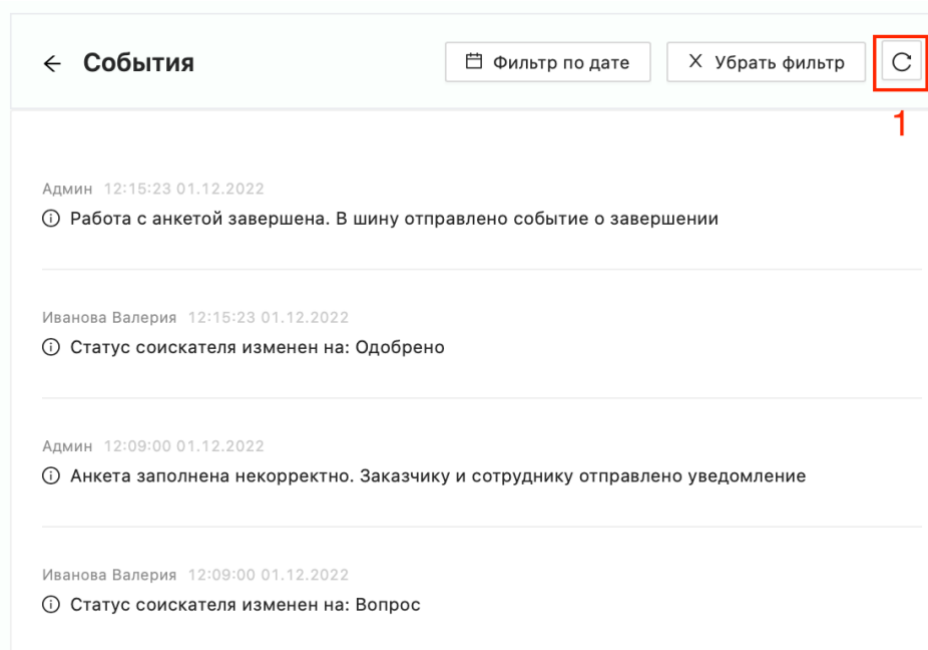 События
Фильтр по дате
Убрать фильтр
1
Админ 12:15:23 01.12.2022
Работа с анкетой завершена. В шину отправлено событие о завершении
Иванова Валерия 12:15:23 01.12.2022
Статус соискателя изменен на: Одобрено
Админ 12:09:00 01.12.2022
Анкета заполнена некорректно. Заказчику и сотруднику отправлено уведомление
Иванова Валерия 12:09:00 01.12.2022
Статус соискателя изменен на: Вопрос